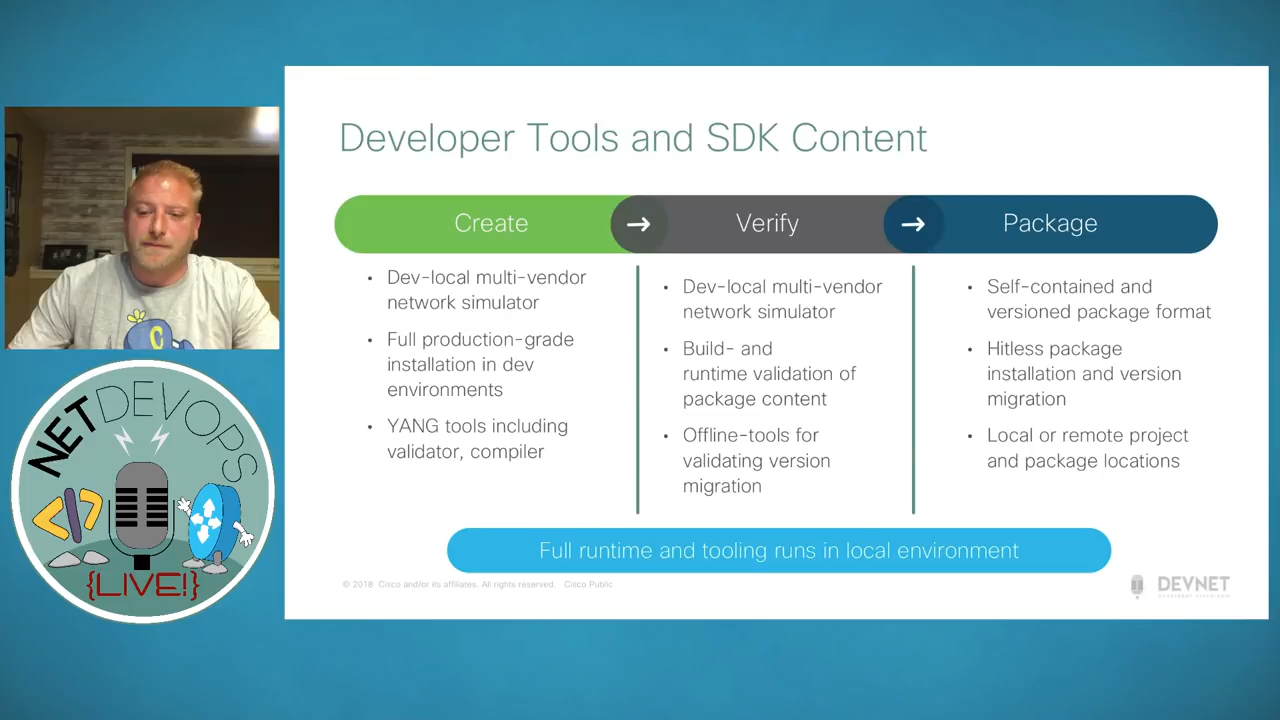 Developer Tools and SDK Content
Create
→
Verify
→
Package
• Dev-local multi-vendor
network simulator
• Full production-grade
installation in dev
environments
• YANG tools including
validator, compiler
• Dev-local multi-vendor
network simulator
• Build- and
runtime validation of
package content
• Offline-tools for
validating version
migration
• Self-contained and
versioned package format
• Hitless package
installation and version
migration
• Local or remote project
and package locations
Full runtime and tooling runs in local environment
© 2018 Cisco and/or its affiliates. All rights reserved. Cisco Public
DEVNET
developer.cisco.com
NETDEVOPS
</>
{LIVE!}
C